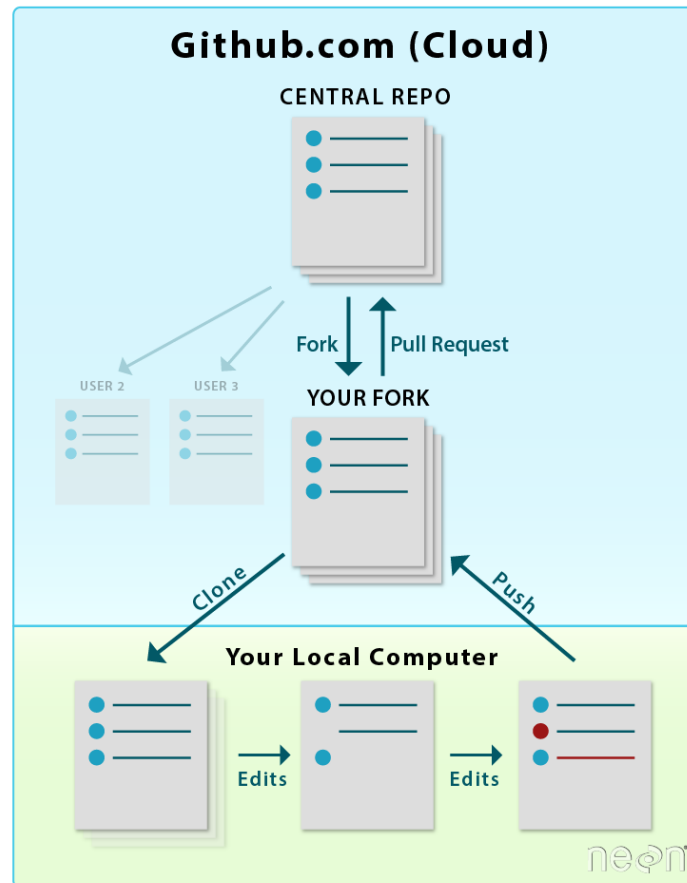 Github.com (Cloud)
CENTRAL REPO
Fork
Pull Request
USER 2
USER 3
YOUR FORK
Clone
Push
Your Local Computer
Edits
Edits
neon